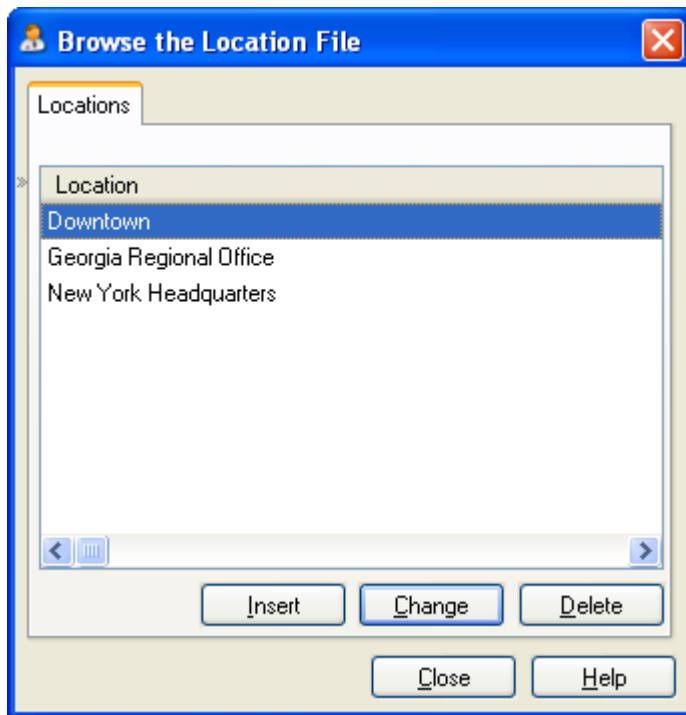 Browse the Location File
Locations
Location
Downtown
Georgia Regional Office
New York Headquarters
Insert Change Delete
Close Help